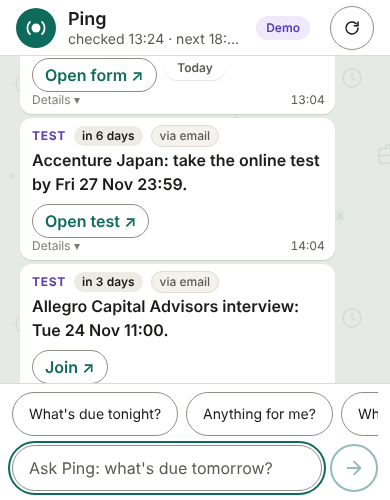 Ping
checked 13:24 · next 18:...
Demo
Open form ↗
Today
Details ▾
13:04
TEST in 6 days via email
Accenture Japan: take the online test
by Fri 27 Nov 23:59.
Open test ↗
Details ▾
14:04
TEST in 3 days via email
Allegro Capital Advisors interview:
Tue 24 Nov 11:00.
Join ↗
What's due tonight?
Anything for me?
Wh
Ask Ping: what's due tomorrow?